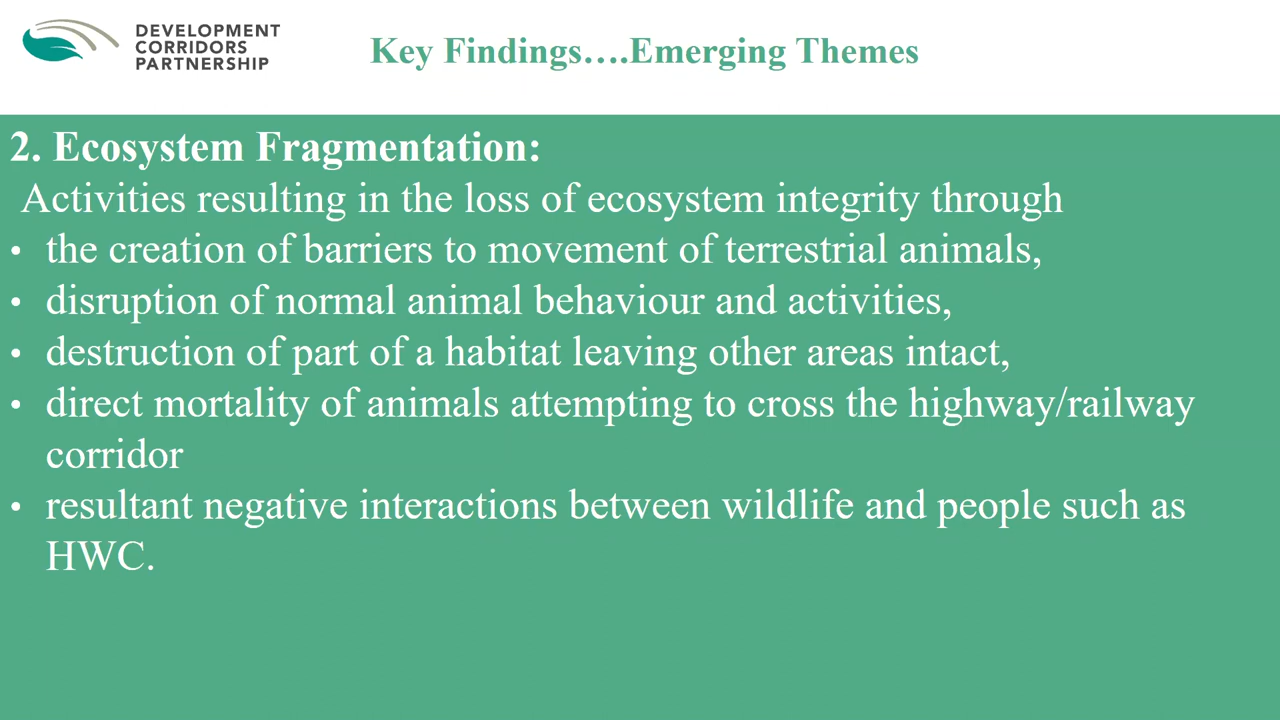 DEVELOPMENT
CORRIDORS
PARTNERSHIP
Key Findings….Emerging Themes
2. Ecosystem Fragmentation:
Activities resulting in the loss of ecosystem integrity through
• the creation of barriers to movement of terrestrial animals,
• disruption of normal animal behaviour and activities,
• destruction of part of a habitat leaving other areas intact,
• direct mortality of animals attempting to cross the highway/railway
corridor
• resultant negative interactions between wildlife and people such as
HWC.